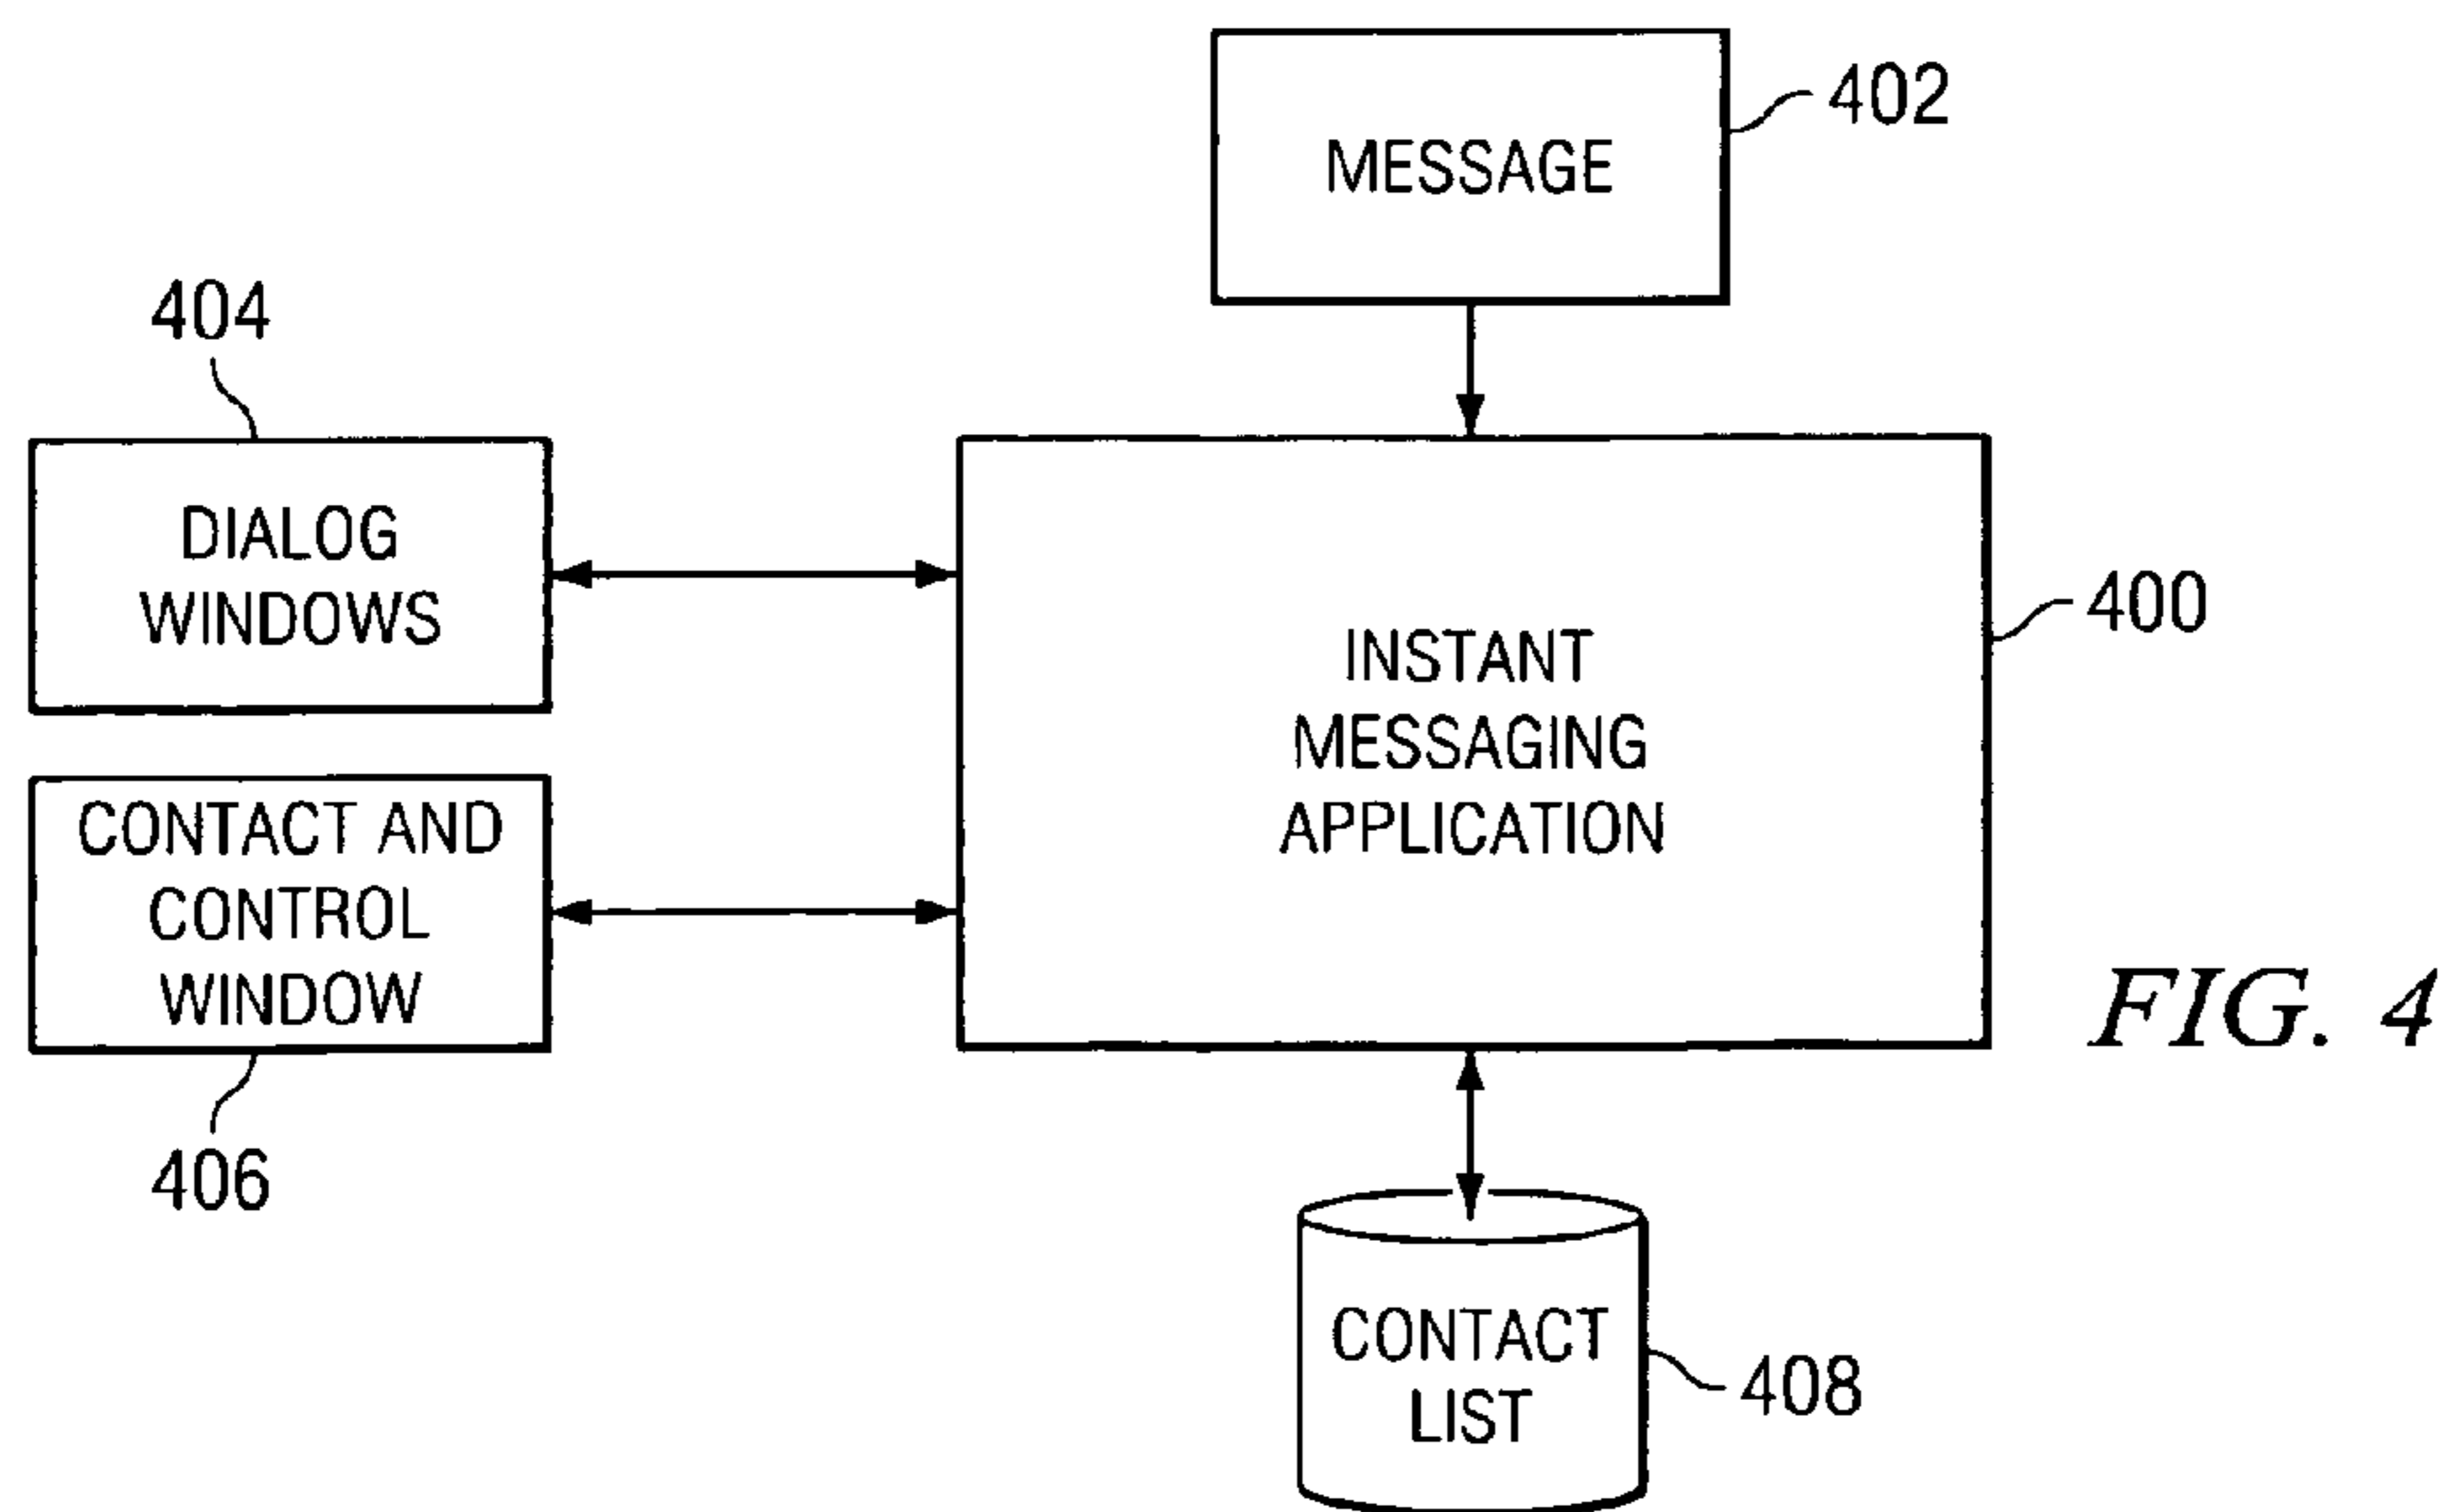 MESSAGE
402
404
DIALOG
WINDOWS
INSTANT
MESSAGING
APPLICATION
400
CONTACT AND
CONTROL
WINDOW
406
FIG. 4
CONTACT
LIST
408